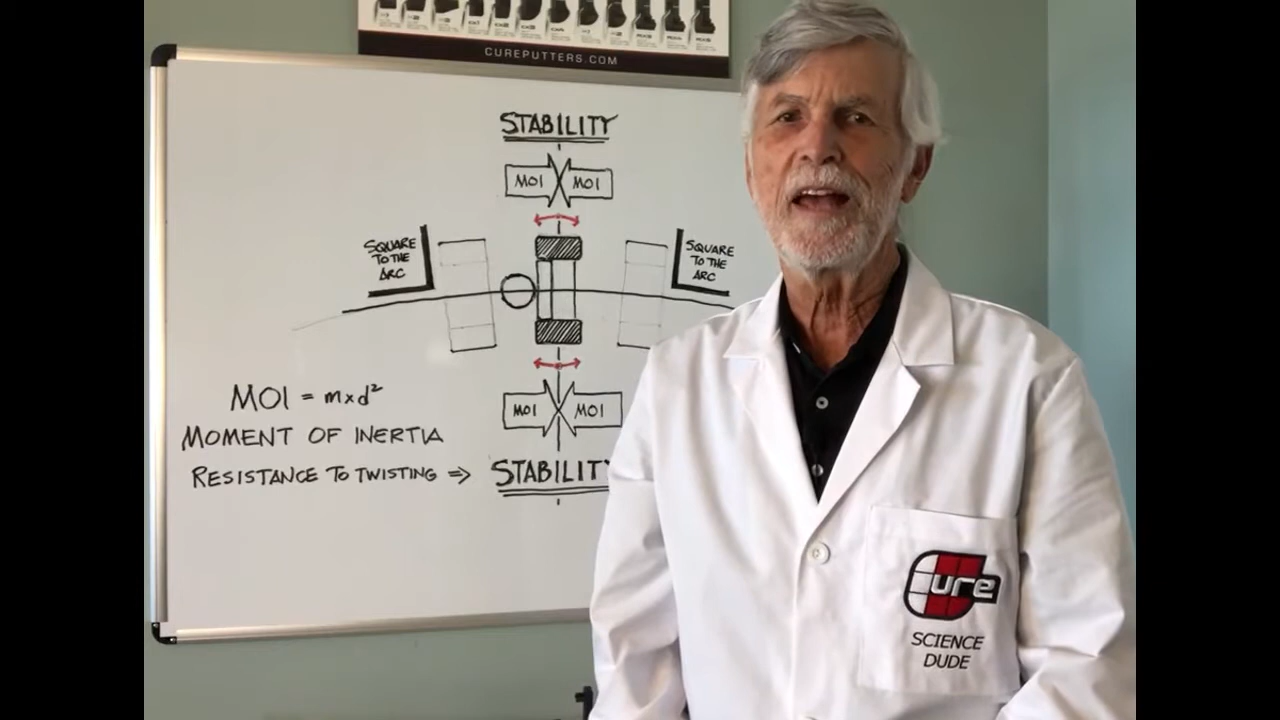 CUREPUTTERS.COM
STABILITY
MOI MOI
SQUARE
TO THE
ARC
SQUARE
TO THE
ARC
MOI = m x d²
MOMENT OF INERTIA
RESISTANCE TO TWISTING ⇒
MOI MOI
STABILITY
Cure
SCIENCE
DUDE